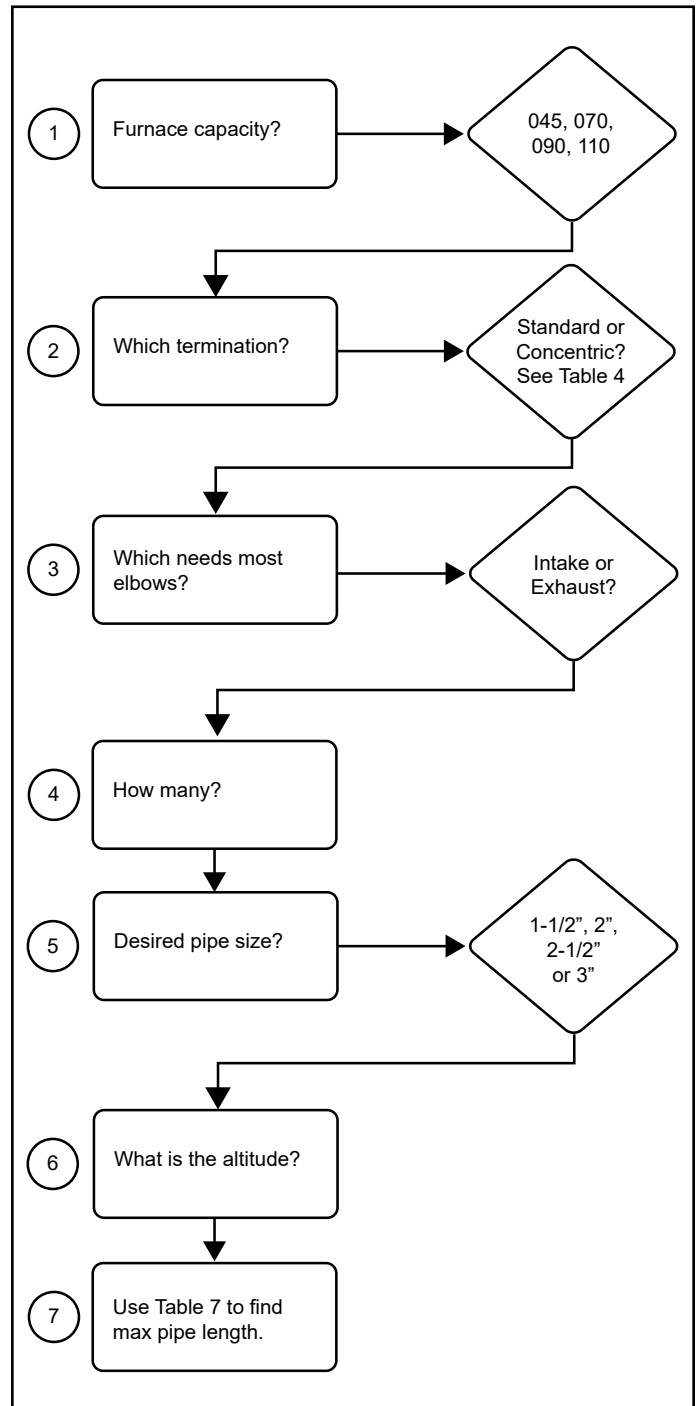 1
Furnace capacity?
045, 070,
090, 110
2
Which termination?
Standard or
Concentric?
See Table 4
3
Which needs most
elbows?
Intake or
Exhaust?
4
How many?
5
Desired pipe size?
1-1/2”, 2”,
2-1/2”
or 3”
6
What is the altitude?
7
Use Table 7 to find
max pipe length.